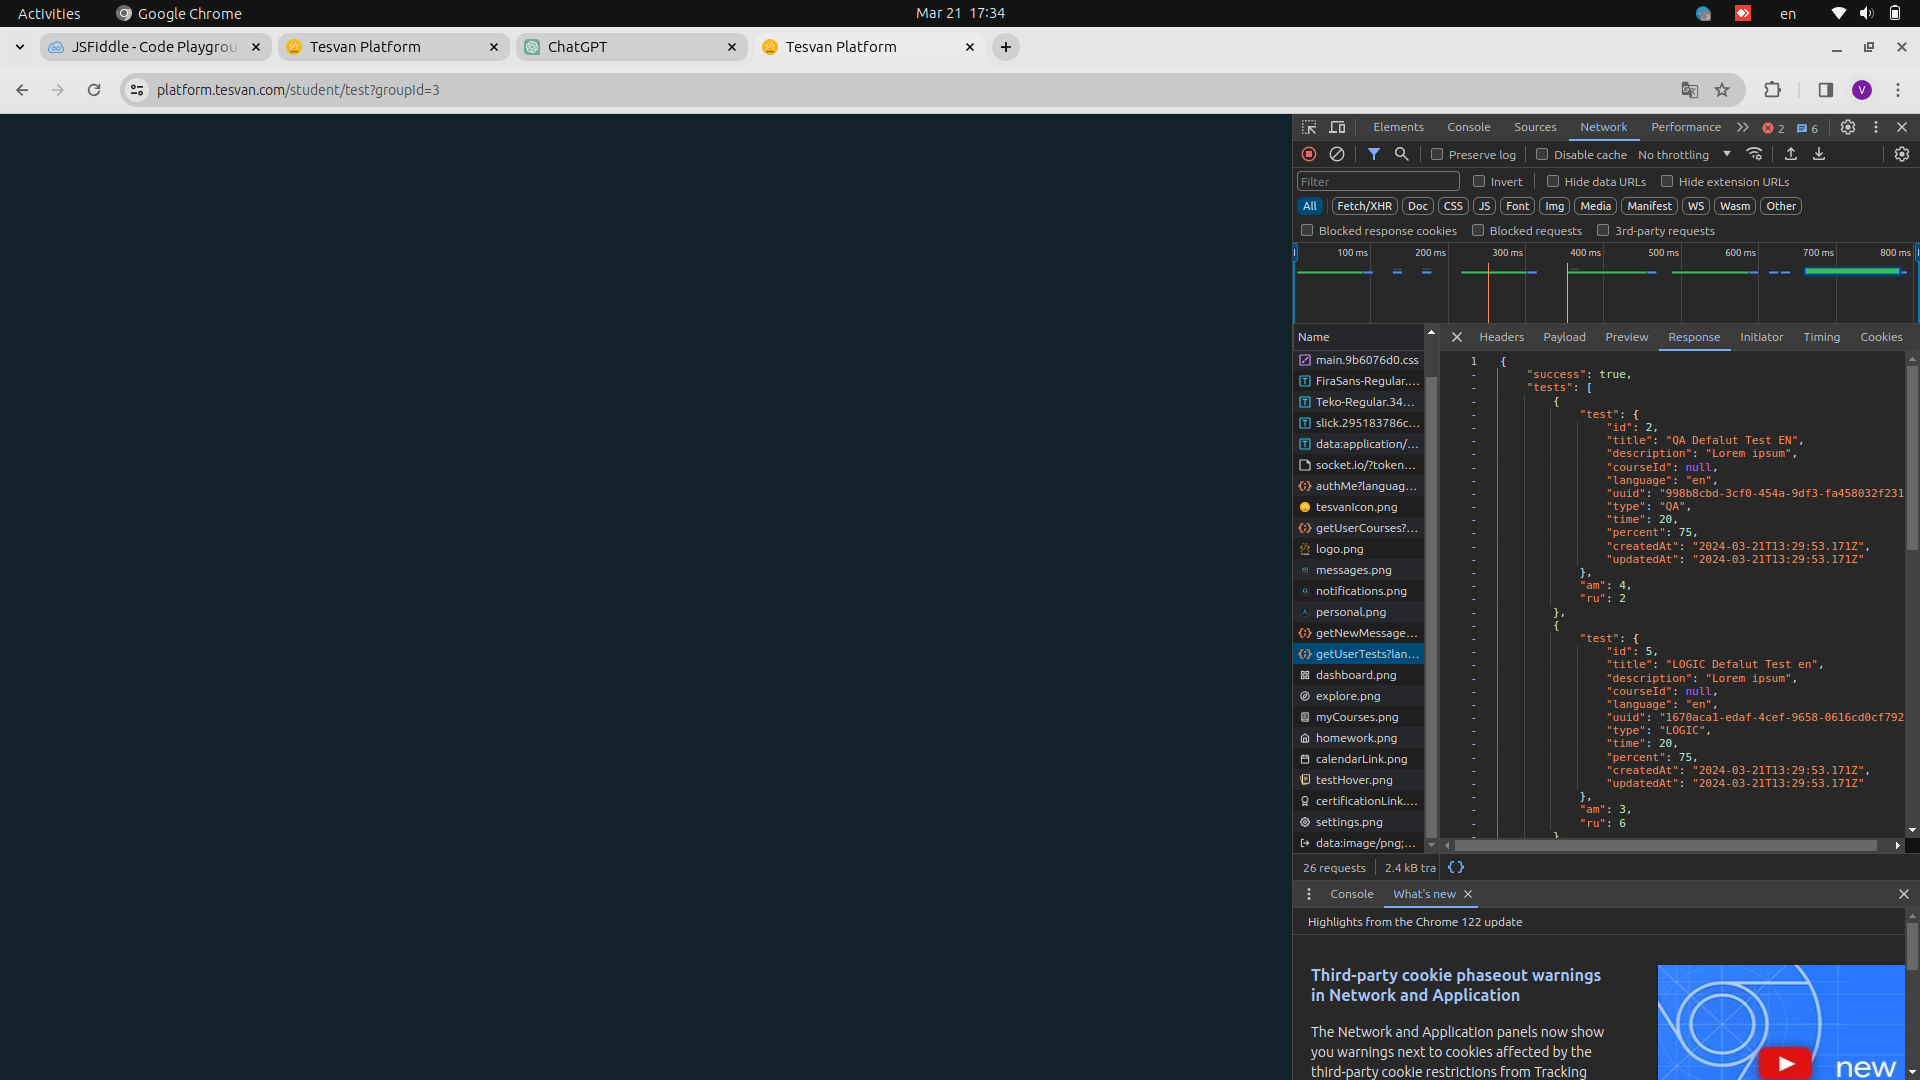 Activities Google Chrome Mar 21 17:34 en
JSFiddle - Code Playgrou Tesvan Platform ChatGPT Tesvan Platform
platform.tesvan.com/student/test?groupId=3 V
Elements Console Sources Network Performance 2 6
Preserve log Disable cache No throttling
Filter Invert Hide data URLs Hide extension URLs
All Fetch/XHR Doc CSS JS Font Img Media Manifest WS Wasm Other
Blocked response cookies Blocked requests 3rd-party requests
100 ms 200 ms 300 ms 400 ms 500 ms 600 ms 700 ms 800 ms
Name
main.9b6076d0.css
FiraSans-Regular....
Teko-Regular.34...
slick.295183786c...
data:application/...
socket.io/?token...
authMe?languag...
tesvanIcon.png
getUserCourses?...
logo.png
messages.png
notifications.png
personal.png
getNewMessage...
getUserTests?lan...
dashboard.png
explore.png
myCourses.png
homework.png
calendarLink.png
testHover.png
certificationLink....
settings.png
data:image/png;...
Headers Payload Preview Response Initiator Timing Cookies
1 {
- "success": true,
- "tests": [
- {
- "test": {
- "id": 2,
- "title": "QA Defalut Test EN",
- "description": "Lorem ipsum",
- "courseId": null,
- "language": "en",
- "uuid": "998b8cbd-3cf0-454a-9df3-fa458032f231
- "type": "QA",
- "time": 20,
- "percent": 75,
- "createdAt": "2024-03-21T13:29:53.171Z",
- "updatedAt": "2024-03-21T13:29:53.171Z"
- },
- "am": 4,
- "ru": 2
- },
- {
- "test": {
- "id": 5,
- "title": "LOGIC Defalut Test en",
- "description": "Lorem ipsum",
- "courseId": null,
- "language": "en",
- "uuid": "1670aca1-edaf-4cef-9658-0616cd0cf792
- "type": "LOGIC",
- "time": 20,
- "percent": 75,
- "createdAt": "2024-03-21T13:29:53.171Z",
- "updatedAt": "2024-03-21T13:29:53.171Z"
- },
- "am": 3,
- "ru": 6
- }
26 requests 2.4 kB tra {}
Console What's new
Highlights from the Chrome 122 update
Third-party cookie phaseout warnings
in Network and Application
The Network and Application panels now show
you warnings next to cookies affected by the
third-party cookie restrictions from Tracking
new